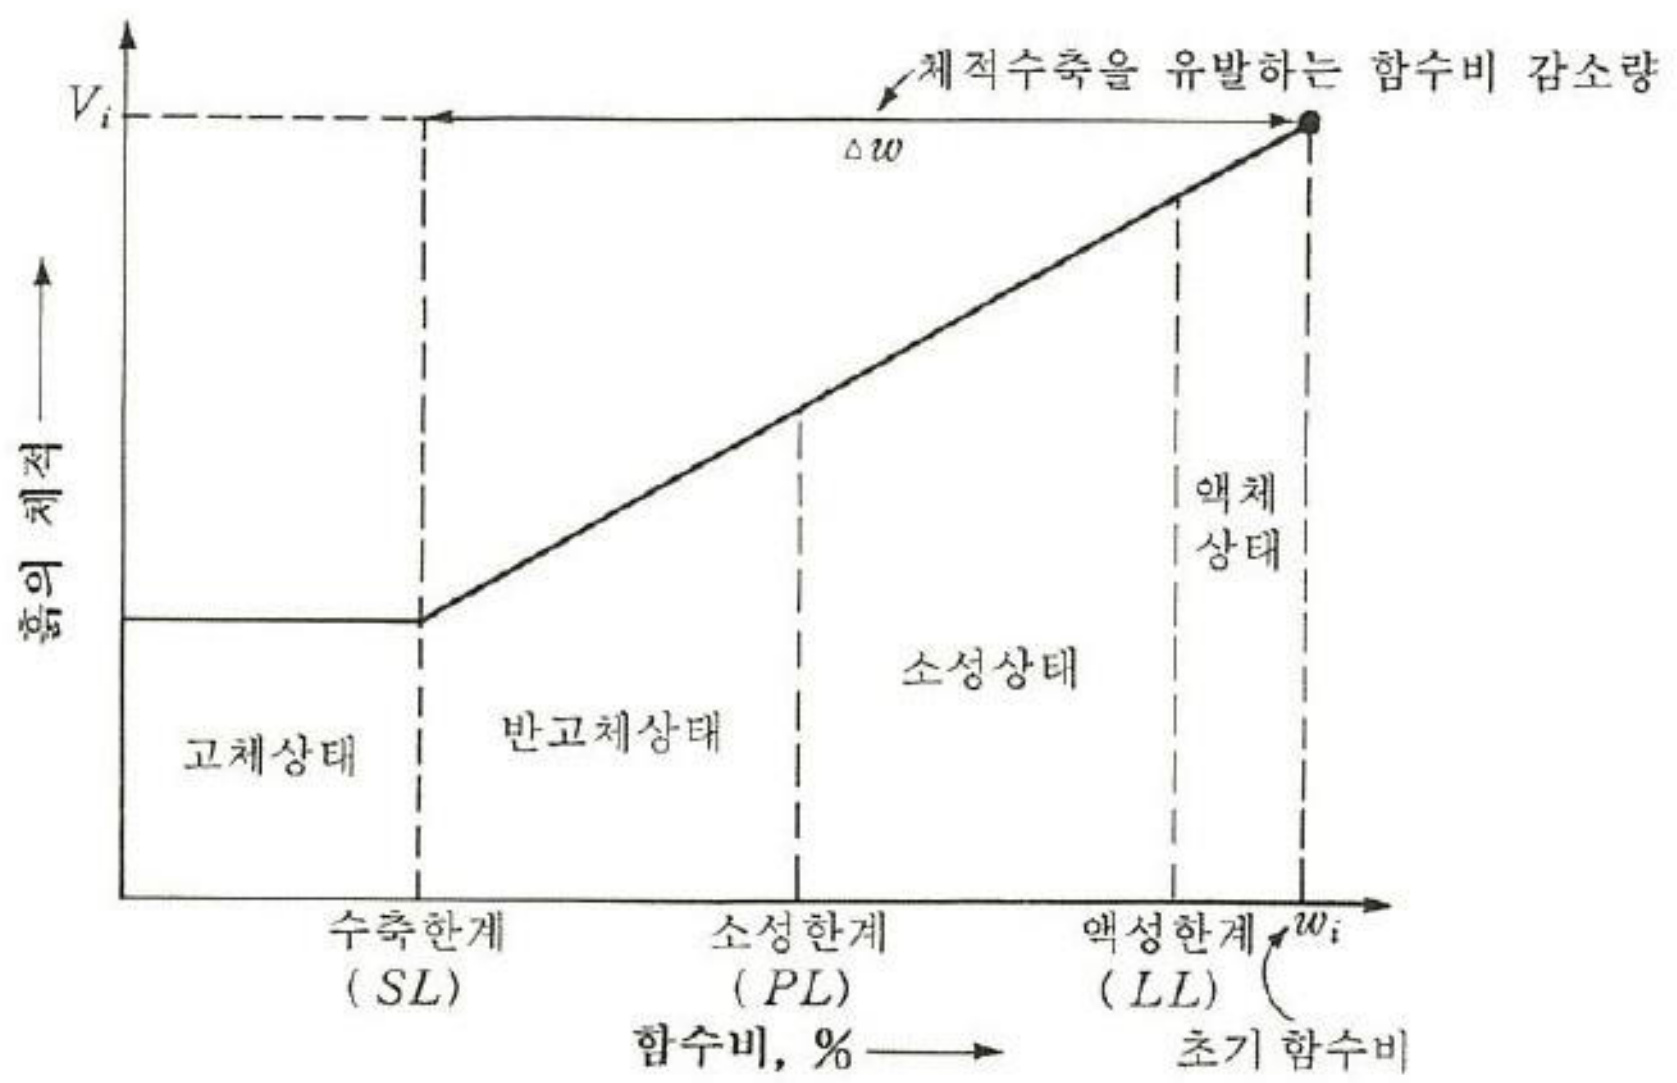 체적수축을 유발하는 함수비 감소량
V_i
△w
흙의 체적
액체
상태
소성상태
반고체상태
고체상태
수축한계
(SL)
소성한계
(PL)
액성한계
(LL)
w_i
함수비, %
초기 함수비